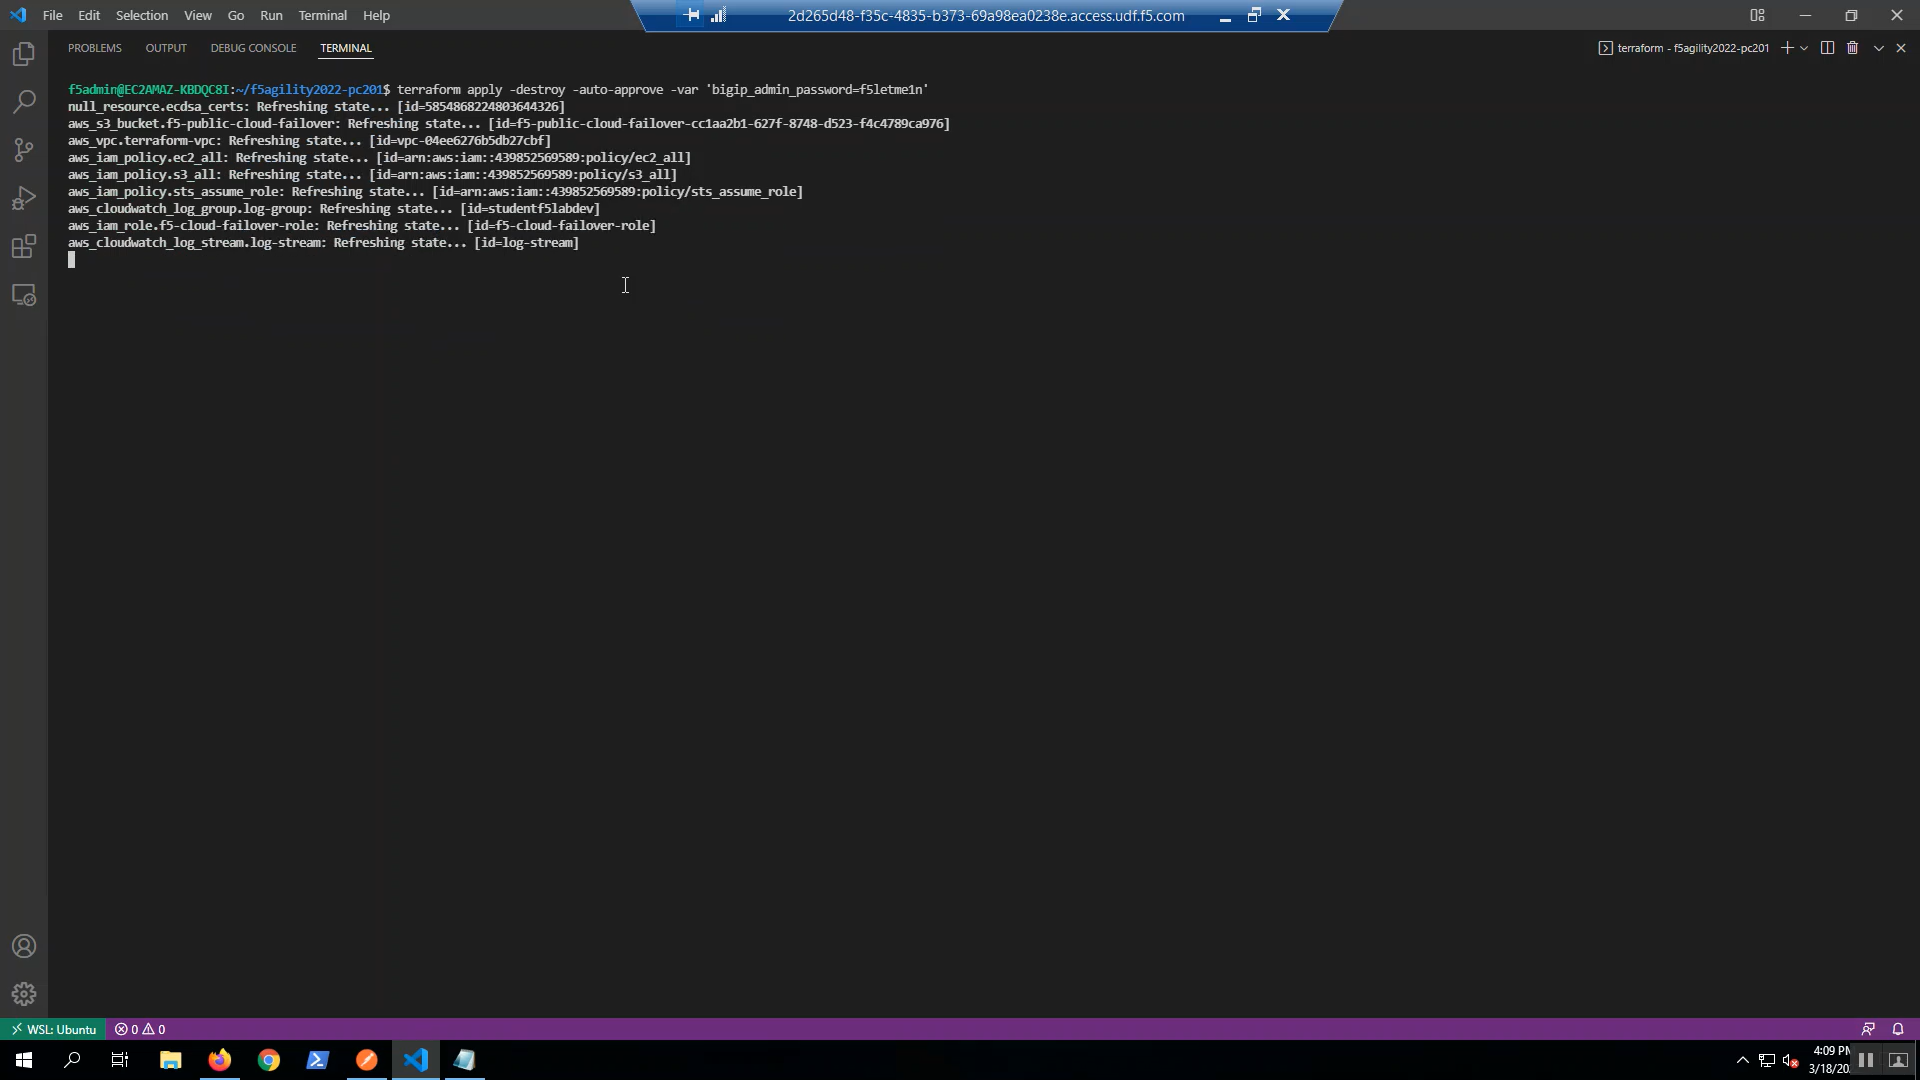 File Edit Selection View Go Run Terminal Help
2d265d48-f35c-4835-b373-69a98ea0238e.access.udf.f5.com
PROBLEMS OUTPUT DEBUG CONSOLE TERMINAL
terraform - f5agility2022-pc201
f5admin@EC2AMAZ-KBDQC8I:~/f5agility2022-pc201$ terraform apply -destroy -auto-approve -var 'bigip_admin_password=f5letme1n'
null_resource.ecdsa_certs: Refreshing state... [id=5854868224803644326]
aws_s3_bucket.f5-public-cloud-failover: Refreshing state... [id=f5-public-cloud-failover-cc1aa2b1-627f-8748-d523-f4c4789ca976]
aws_vpc.terraform-vpc: Refreshing state... [id=vpc-04ee6276b5db27cbf]
aws_iam_policy.ec2_all: Refreshing state... [id=arn:aws:iam::439852569589:policy/ec2_all]
aws_iam_policy.s3_all: Refreshing state... [id=arn:aws:iam::439852569589:policy/s3_all]
aws_iam_policy.sts_assume_role: Refreshing state... [id=arn:aws:iam::439852569589:policy/sts_assume_role]
aws_cloudwatch_log_group.log-group: Refreshing state... [id=studentf5labdev]
aws_iam_role.f5-cloud-failover-role: Refreshing state... [id=f5-cloud-failover-role]
aws_cloudwatch_log_stream.log-stream: Refreshing state... [id=log-stream]
WSL: Ubuntu 0 0
4:09 P
3/18/20